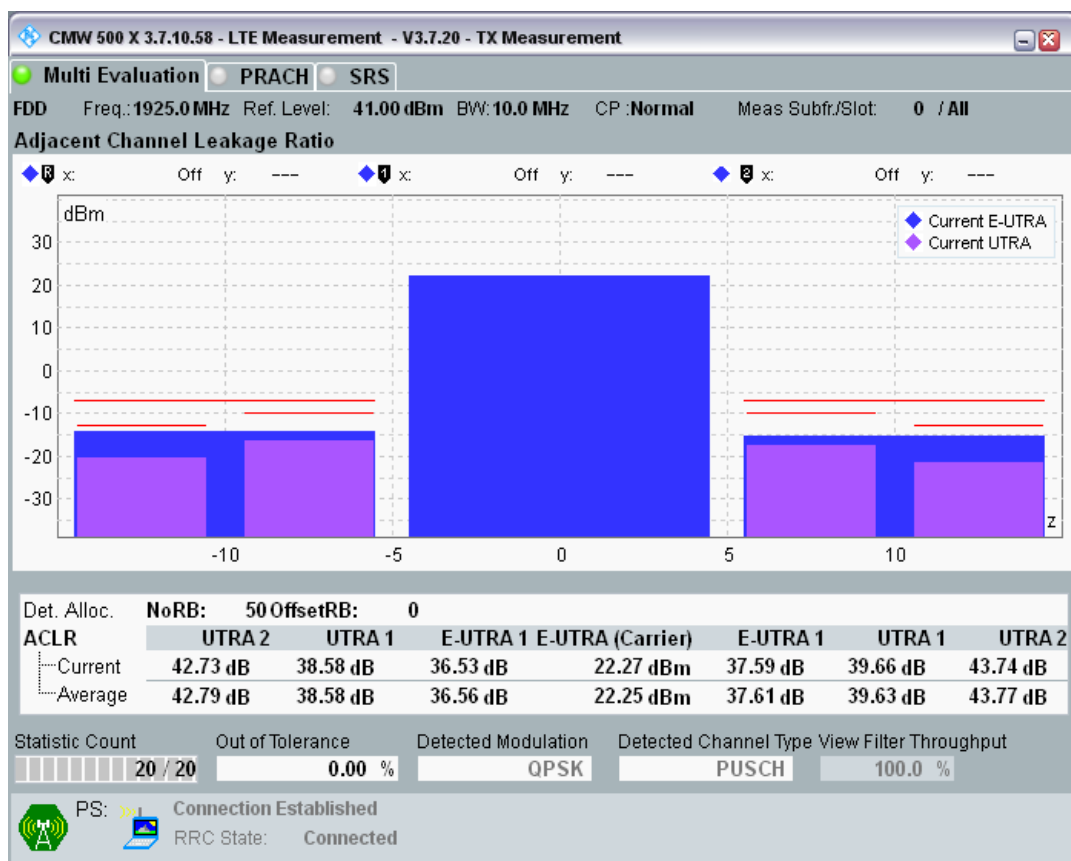 CMW 500 X 3.7.10.58 - LTE Measurement - V3.7.20 - TX Measurement
Multi Evaluation PRACH SRS
FDD Freq.: 1925.0 MHz Ref. Level: 41.00 dBm BW: 10.0 MHz CP :Normal Meas Subfr./Slot: 0 / All
Adjacent Channel Leakage Ratio
R x: Off y: --- 1 x: Off y: --- 2 x: Off y: ---
dBm
Current E-UTRA
Current UTRA
30
20
10
0
-10
-20
-30
z
-10 -5 0 5 10
Det. Alloc. NoRB: 50 OffsetRB: 0
ACLR UTRA 2 UTRA 1 E-UTRA 1 E-UTRA (Carrier) E-UTRA 1 UTRA 1 UTRA 2
Current 42.73 dB 38.58 dB 36.53 dB 22.27 dBm 37.59 dB 39.66 dB 43.74 dB
Average 42.79 dB 38.58 dB 36.56 dB 22.25 dBm 37.61 dB 39.63 dB 43.77 dB
Statistic Count Out of Tolerance Detected Modulation Detected Channel Type View Filter Throughput
20 / 20 0.00 % QPSK PUSCH 100.0 %
PS: Connection Established
RRC State: Connected